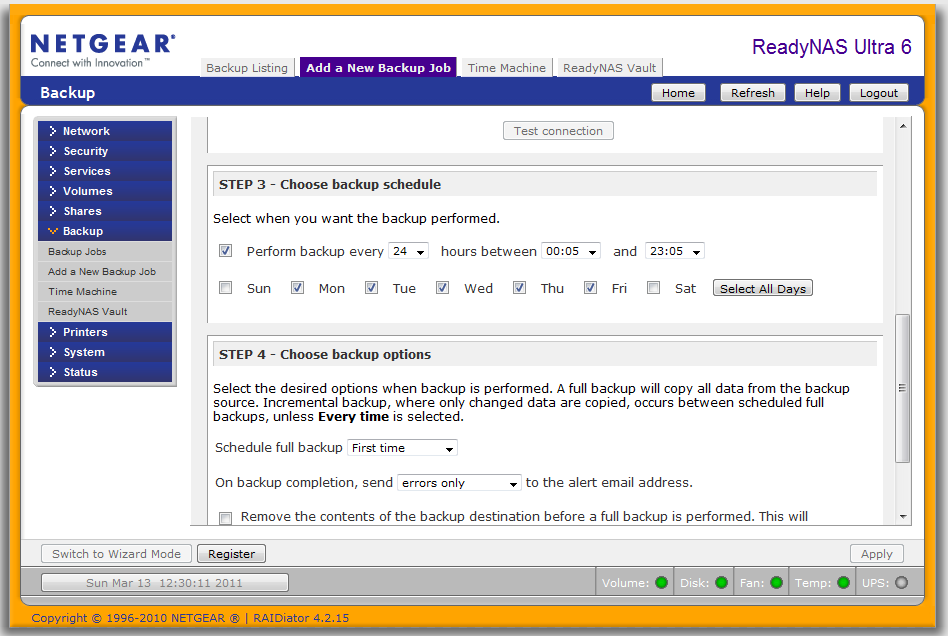 NETGEAR®
Connect with Innovation™
ReadyNAS Ultra 6
Backup Listing
Add a New Backup Job
Time Machine
ReadyNAS Vault
Backup
Home
Refresh
Help
Logout
Network
Security
Services
Volumes
Shares
Backup
Backup Jobs
Add a New Backup Job
Time Machine
ReadyNAS Vault
Printers
System
Status
Test connection
STEP 3 - Choose backup schedule
Select when you want the backup performed.
Perform backup every 24 hours between 00:05 and 23:05
Sun Mon Tue Wed Thu Fri Sat Select All Days
STEP 4 - Choose backup options
Select the desired options when backup is performed. A full backup will copy all data from the backup
source. Incremental backup, where only changed data are copied, occurs between scheduled full
backups, unless Every time is selected.
Schedule full backup First time
On backup completion, send errors only to the alert email address.
Remove the contents of the backup destination before a full backup is performed. This will
Switch to Wizard Mode
Register
Apply
Sun Mar 13 12:30:11 2011
Volume: Disk: Fan: Temp: UPS:
Copyright © 1996-2010 NETGEAR ® | RAIDiator 4.2.15